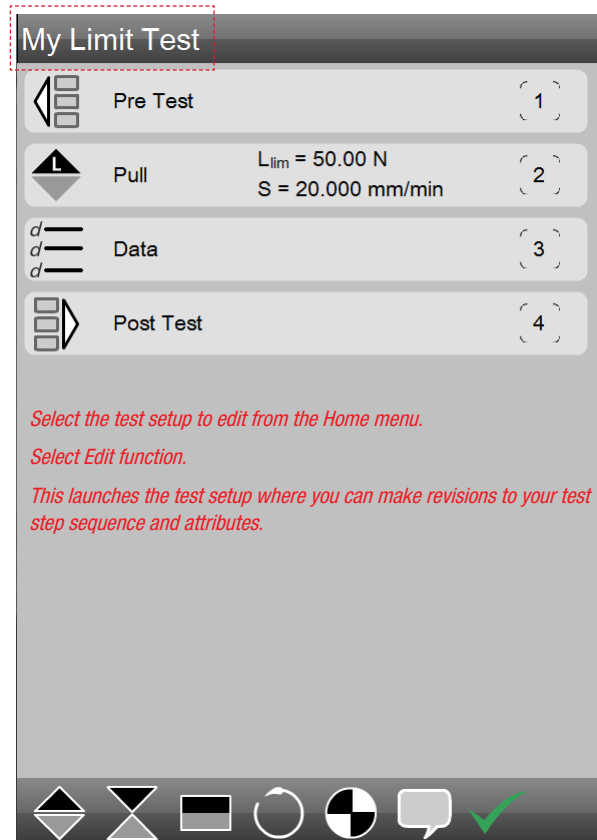 My Limit Test
Pre Test
1
L
Pull
Llim = 50.00 N
S = 20.000 mm/min
2
d
d
d
Data
3
Post Test
4
Select the test setup to edit from the Home menu.
Select Edit function.
This launches the test setup where you can make revisions to your test
step sequence and attributes.